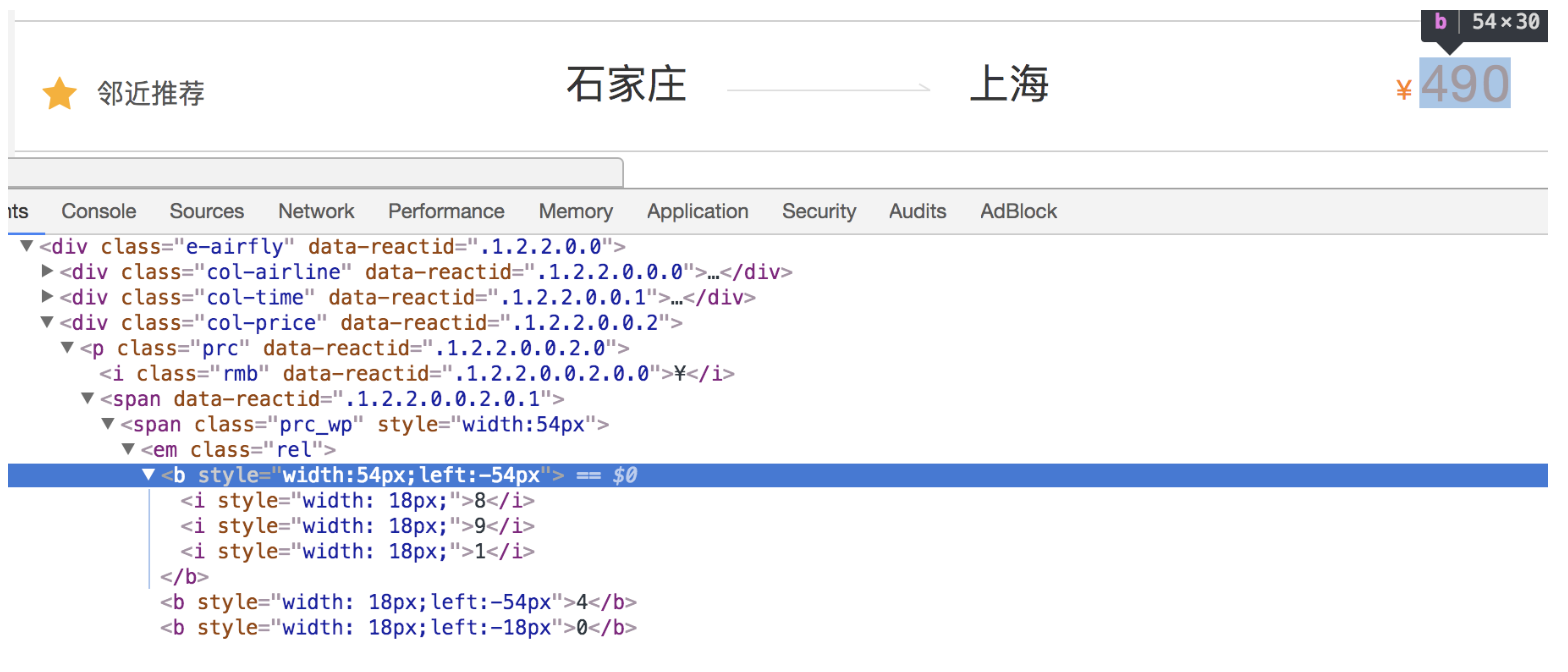 b | 54×30
邻近推荐 石家庄 上海 ¥ 490
nts Console Sources Network Performance Memory Application Security Audits AdBlock
▼<div class="e-airfly" data-reactid=".1.2.2.0.0">
▶<div class="col-airline" data-reactid=".1.2.2.0.0.0">…</div>
▶<div class="col-time" data-reactid=".1.2.2.0.0.1">…</div>
▼<div class="col-price" data-reactid=".1.2.2.0.0.2">
▼<p class="prc" data-reactid=".1.2.2.0.0.2.0">
<i class="rmb" data-reactid=".1.2.2.0.0.2.0.0">¥</i>
▼<span data-reactid=".1.2.2.0.0.2.0.1">
▼<span class="prc_wp" style="width:54px">
▼<em class="rel">
▼<b style="width:54px;left:-54px"> == $0
<i style="width: 18px;">8</i>
<i style="width: 18px;">9</i>
<i style="width: 18px;">1</i>
</b>
<b style="width: 18px;left:-54px">4</b>
<b style="width: 18px;left:-18px">0</b>